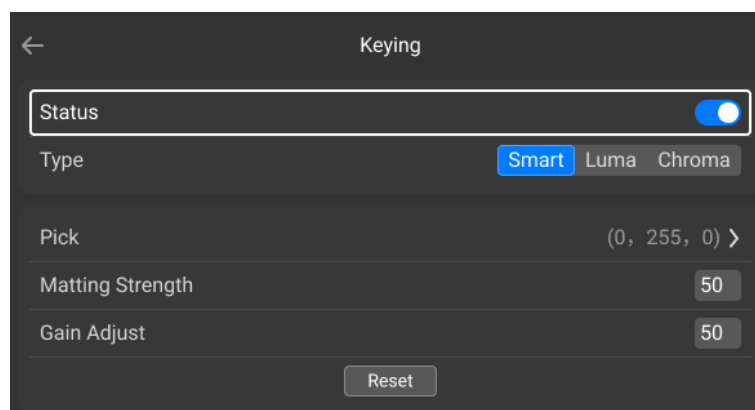 Keying
Status
Type Smart Luma Chroma
Pick (0, 255, 0)
Matting Strength 50
Gain Adjust 50
Reset